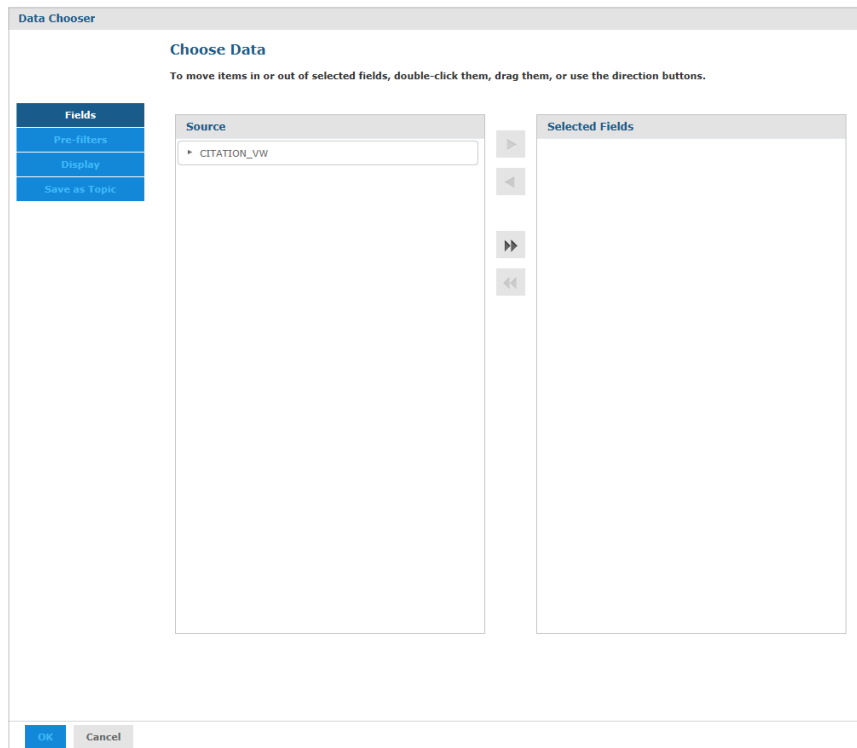 Data Chooser
Choose Data
To move items in or out of selected fields, double-click them, drag them, or use the direction buttons.
Fields
Pre-filters
Display
Save as Topic
Source
CITATION_VW
Selected Fields
OK
Cancel